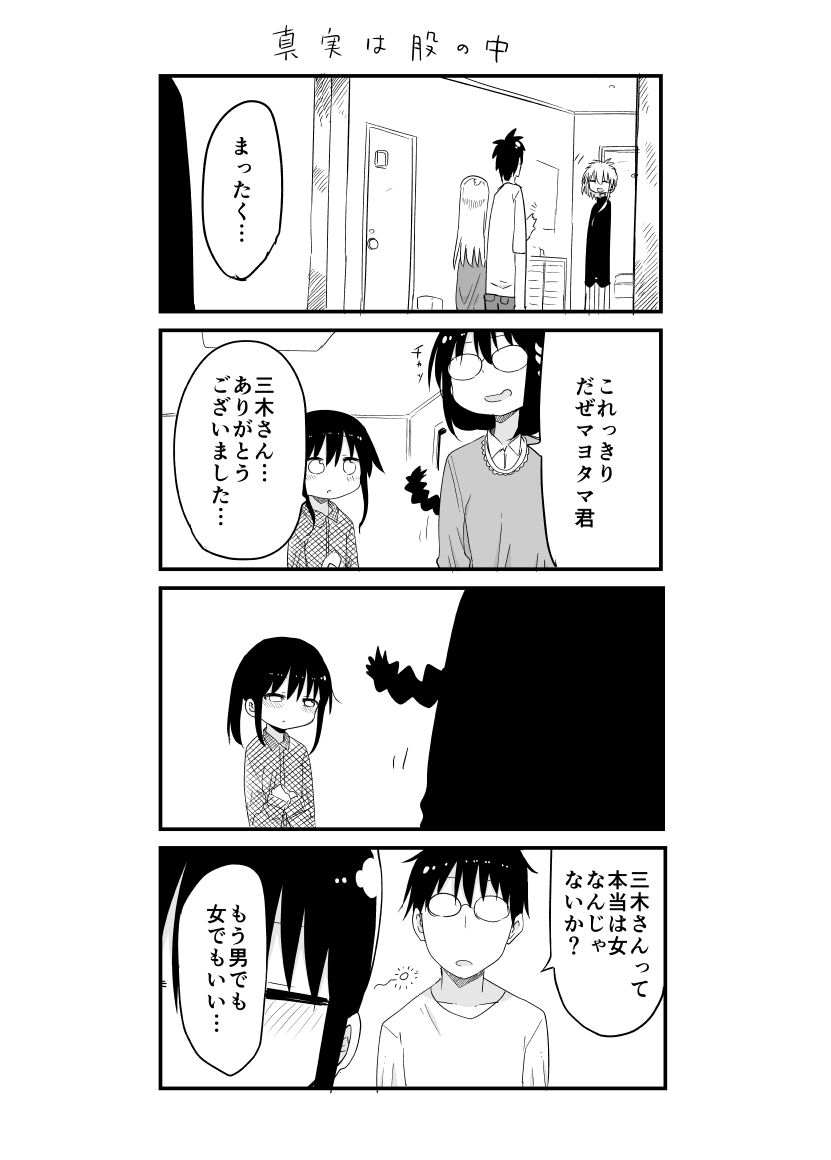 真実は股の中
まったく…
これっきり
だぜマヨタマ君
チャッ
三木さん…
ありがとう
ございました…
三木さんって
本当は女
なんじゃ
ないか？
もう男でも
女でもいい…